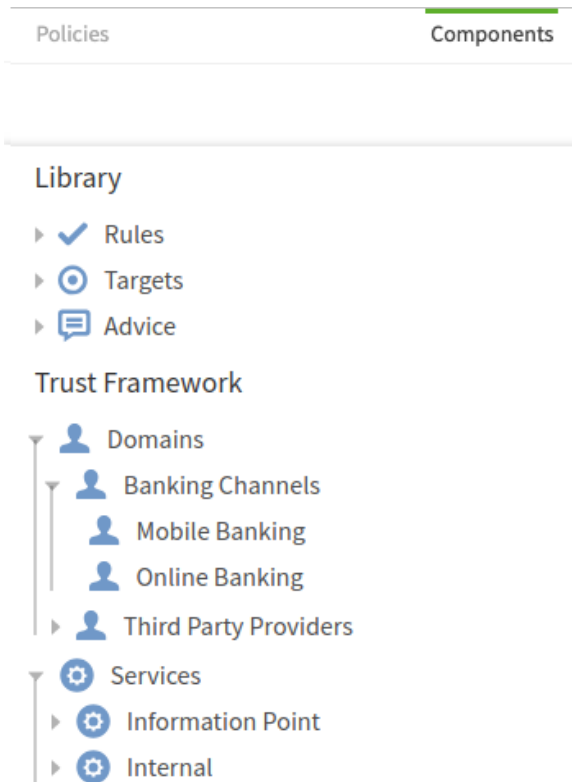 Policies Components
Library
Rules
Targets
Advice
Trust Framework
Domains
Banking Channels
Mobile Banking
Online Banking
Third Party Providers
Services
Information Point
Internal